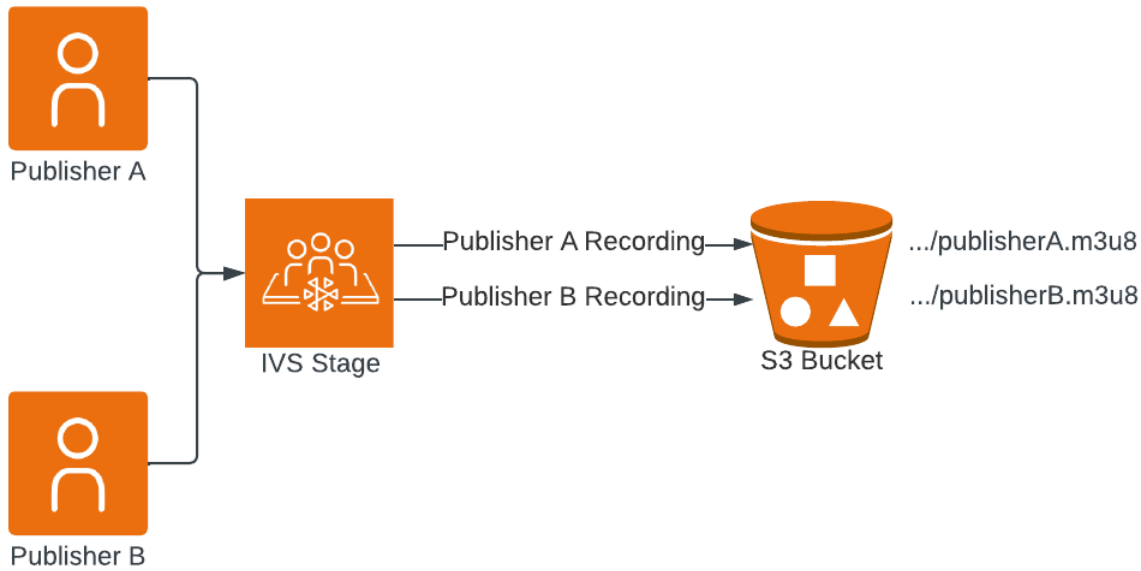 Publisher A
Publisher A Recording
.../publisherA.m3u8
Publisher B Recording
.../publisherB.m3u8
IVS Stage
S3 Bucket
Publisher B